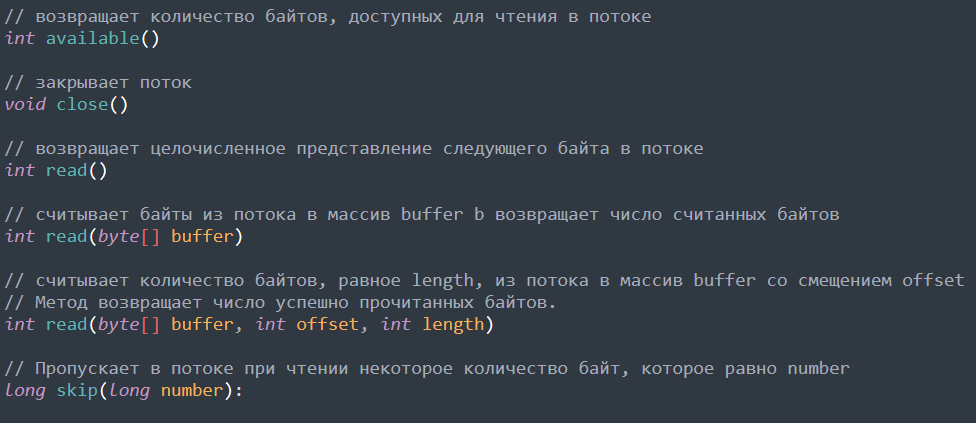 // возвращает количество байтов, доступных для чтения в потоке
int available()
// закрывает поток
void close()
// возвращает целочисленное представление следующего байта в потоке
int read()
// считывает байты из потока в массив buffer b возвращает число считанных байтов
int read(byte[] buffer)
// считывает количество байтов, равное length, из потока в массив buffer со смещением offset
// Метод возвращает число успешно прочитанных байтов.
int read(byte[] buffer, int offset, int length)
// Пропускает в потоке при чтении некоторое количество байт, которое равно number
long skip(long number):